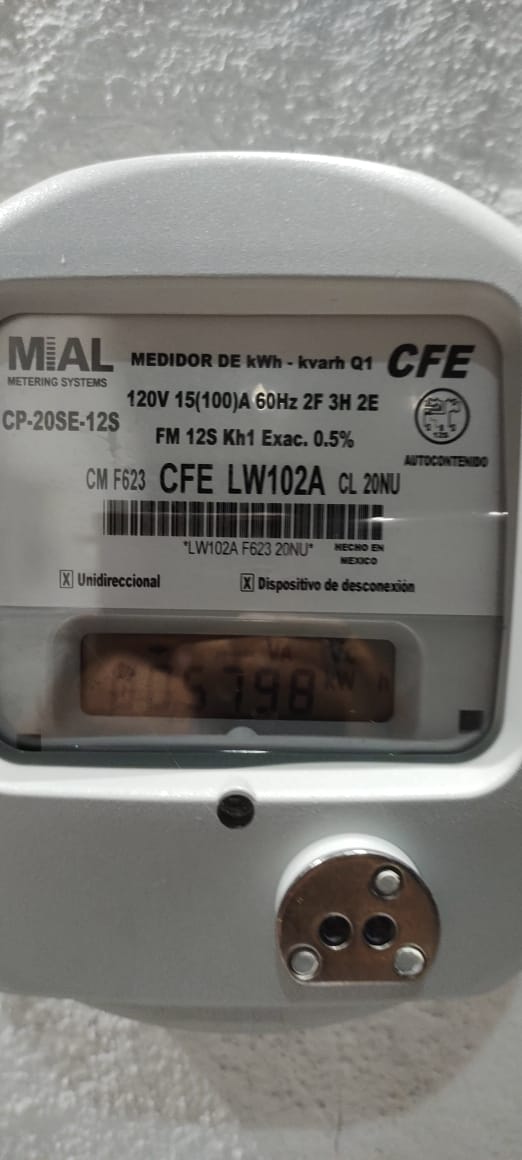 MIAL
METERING SYSTEMS
MEDIDOR DE kWh - kvarh Q1
CFE
120V 15(100)A 60Hz 2F 3H 2E
CP-20SE-12S
FM 12S Kh1 Exac. 0.5%
12S
AUTOCONTENIDO
CM F623 CFE LW102A CL 20NU
*LW102A F623 20NU*
HECHO EN
MEXICO
X Unidireccional
X Dispositivo de desconexión
VA
05798 kW h